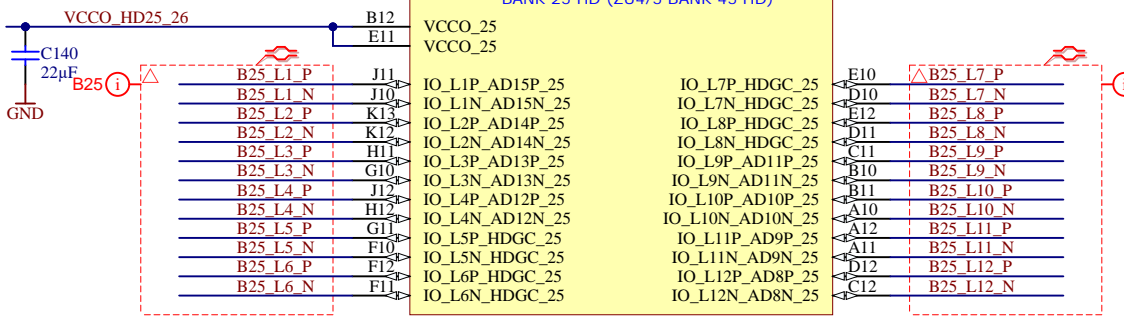 BANK 25 HD (ZU4/5 BANK 45 HD)
VCCO_HD25_26 B12 VCCO_25
E11 VCCO_25
C140
22µF
GND
B25 i
B25_L1_P J11 IO_L1P_AD15P_25 IO_L7P_HDGC_25 E10 B25_L7_P
B25_L1_N J10 IO_L1N_AD15N_25 IO_L7N_HDGC_25 D10 B25_L7_N
B25_L2_P K13 IO_L2P_AD14P_25 IO_L8P_HDGC_25 E12 B25_L8_P
B25_L2_N K12 IO_L2N_AD14N_25 IO_L8N_HDGC_25 D11 B25_L8_N
B25_L3_P H11 IO_L3P_AD13P_25 IO_L9P_AD11P_25 C11 B25_L9_P
B25_L3_N G10 IO_L3N_AD13N_25 IO_L9N_AD11N_25 B10 B25_L9_N
B25_L4_P J12 IO_L4P_AD12P_25 IO_L10P_AD10P_25 B11 B25_L10_P
B25_L4_N H12 IO_L4N_AD12N_25 IO_L10N_AD10N_25 A10 B25_L10_N
B25_L5_P G11 IO_L5P_HDGC_25 IO_L11P_AD9P_25 A12 B25_L11_P
B25_L5_N F10 IO_L5N_HDGC_25 IO_L11N_AD9N_25 A11 B25_L11_N
B25_L6_P F12 IO_L6P_HDGC_25 IO_L12P_AD8P_25 D12 B25_L12_P
B25_L6_N F11 IO_L6N_HDGC_25 IO_L12N_AD8N_25 C12 B25_L12_N